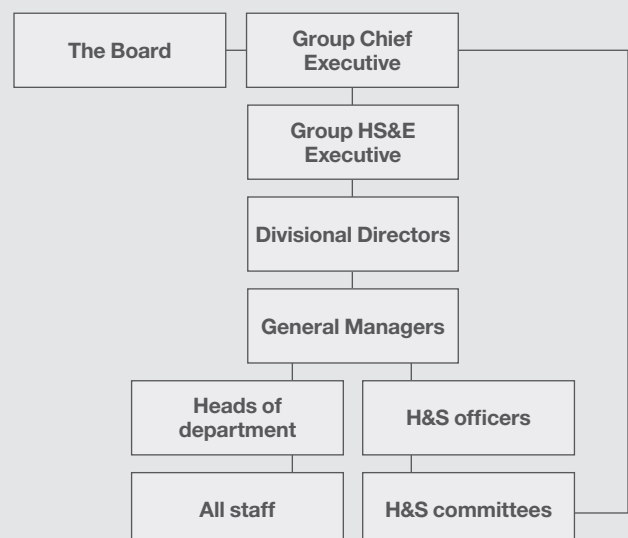 The Board
Group Chief
Executive
Group HS&E
Executive
Divisional Directors
General Managers
Heads of
department
H&S officers
All staff
H&S committees